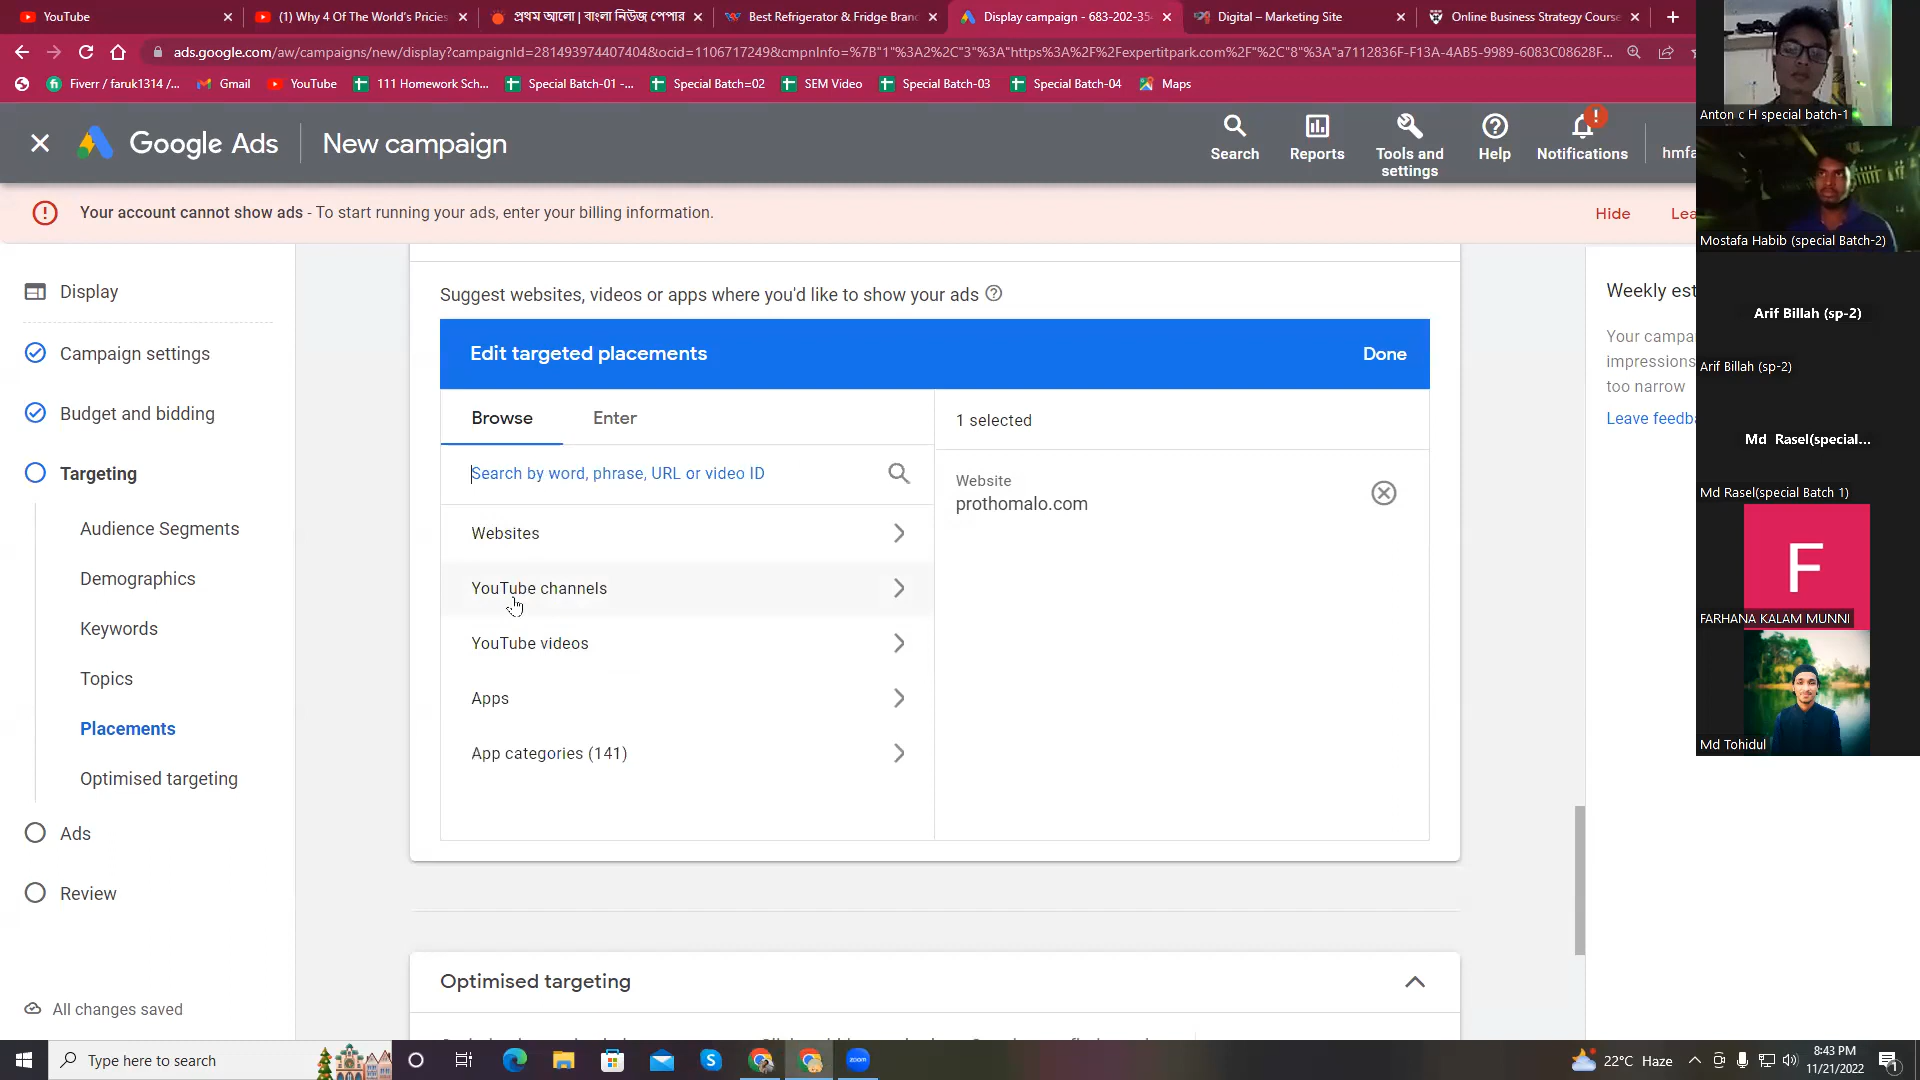 YouTube
(1) Why 4 Of The World's Pricies
প্রথম আলো | বাংলা নিউজ পেপার
Best Refrigerator & Fridge Bran
Display campaign - 683-202-35
Digital – Marketing Site
Online Business Strategy Course
ads.google.com/aw/campaigns/new/display?campaignId=281493974407404&ocid=1106717249&cmpnInfo=%7B"1"%3A2%2C"3"%3A"https%3A%2F%2Fexpertitpark.com%2F"%2C"8"%3A"a7112836F-F13A-4AB5-9989-6083C08628F...
Fiverr / faruk1314 /...
Gmail
YouTube
111 Homework Sch...
Special Batch-01 -...
Special Batch=02
SEM Video
Special Batch-03
Special Batch-04
Maps
Google Ads
New campaign
Search
Reports
Tools and
settings
Help
Notifications
hmfa
Your account cannot show ads - To start running your ads, enter your billing information.
Hide
Lea
Display
Campaign settings
Budget and bidding
Targeting
Audience Segments
Demographics
Keywords
Topics
Placements
Optimised targeting
Ads
Review
All changes saved
Suggest websites, videos or apps where you'd like to show your ads
Edit targeted placements
Done
Browse
Enter
1 selected
Search by word, phrase, URL or video ID
Website
prothomalo.com
Websites
YouTube channels
YouTube videos
Apps
App categories (141)
Optimised targeting
Weekly est
Your campa
impressions
too narrow
Leave feedba
Anton c H special batch-1
Mostafa Habib (special Batch-2)
Arif Billah (sp-2)
Arif Billah (sp-2)
Md Rasel(special...
Md Rasel(special Batch 1)
F
FARHANA KALAM MUNNI
Md Tohidul
Type here to search
zoom
22°C Haze
8:43 PM
11/21/2022
1